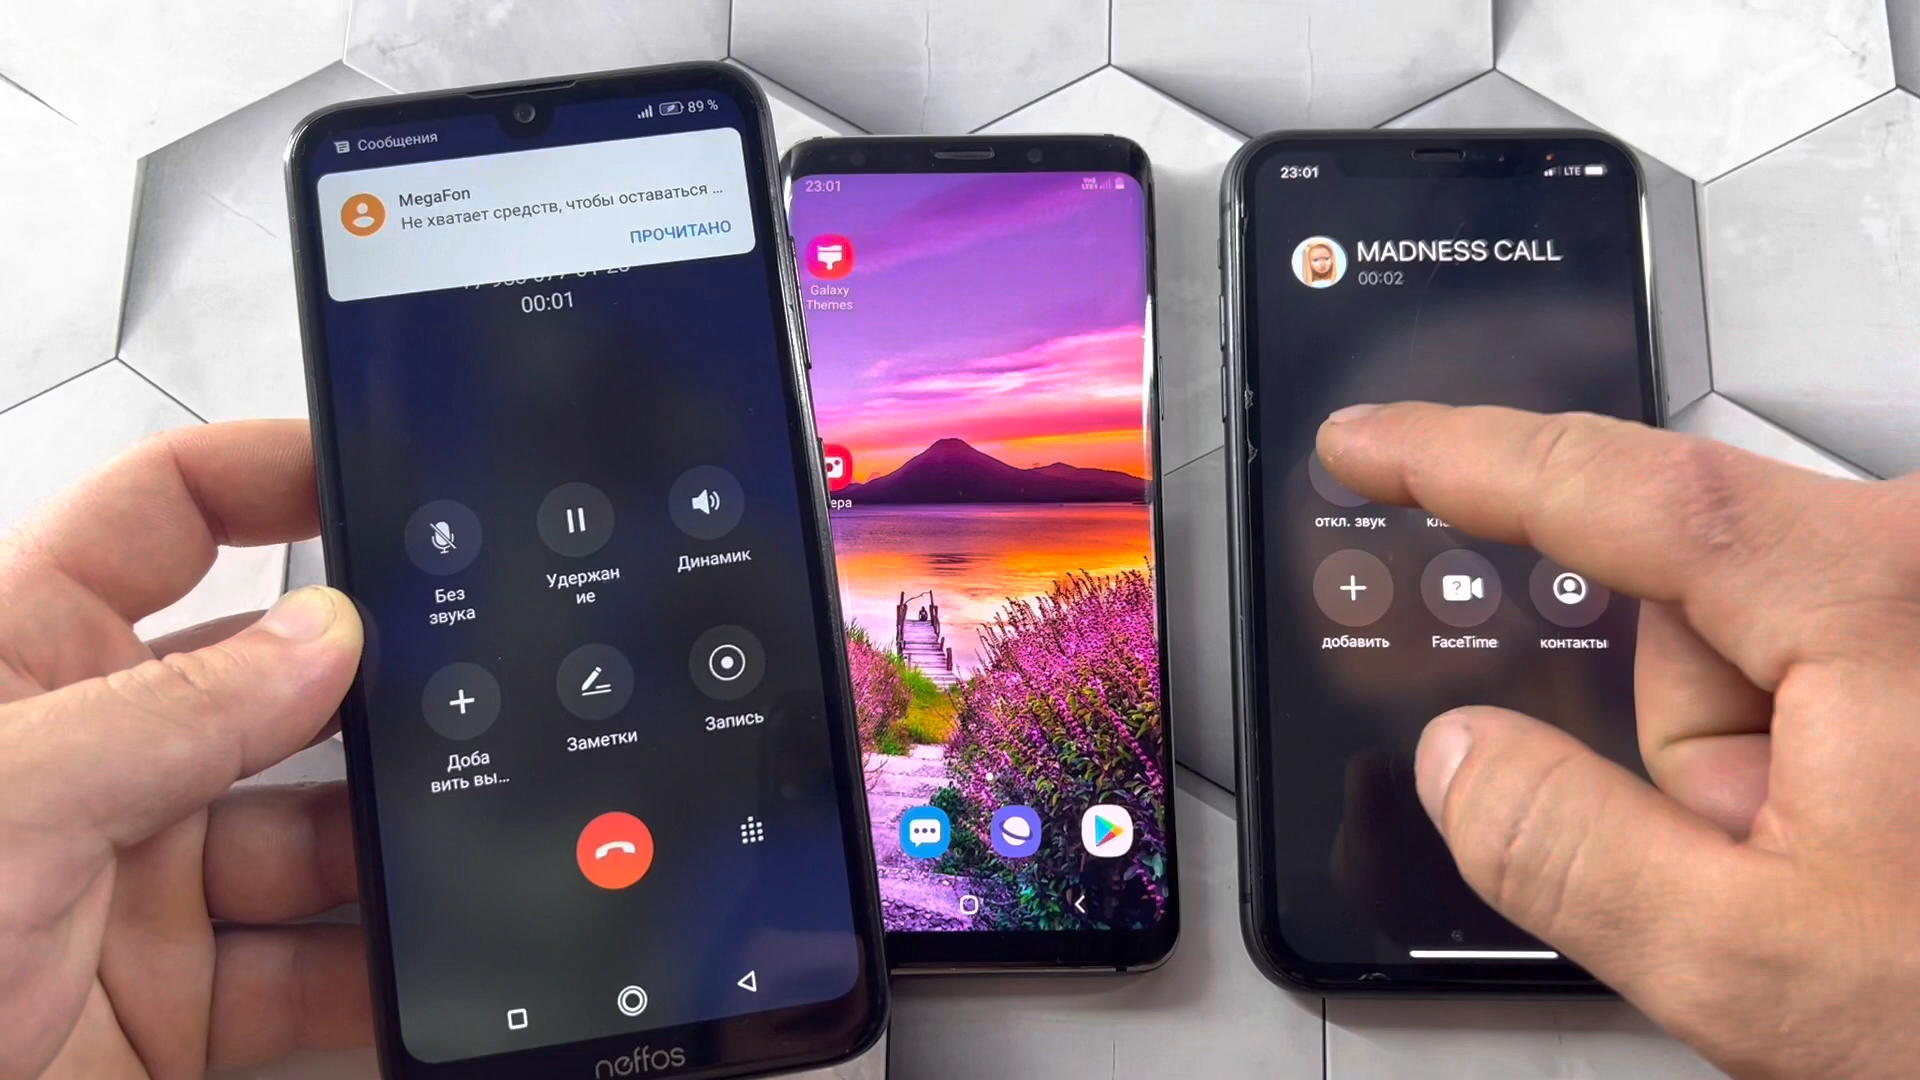 89 %
Сообщения
MegaFon
Не хватает средств, чтобы оставаться ...
ПРОЧИТАНО
00:01
Без
звука
Удержан
ие
Динамик
Доба
вить вы...
Заметки
Запись
neffos
23:01
Galaxy
Themes
ера
23:01
LTE
MADNESS CALL
00:02
откл. звук
кла
добавить
FaceTime
контакты